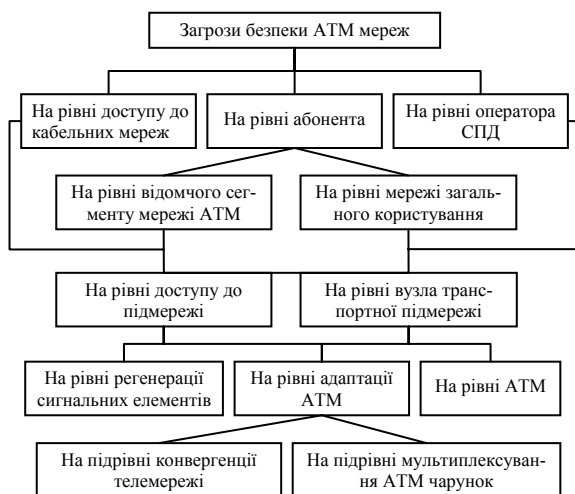 Загрози безпеки АТМ мереж
На рівні доступу до
кабельних мереж
На рівні абонента
На рівні оператора
СПД
На рівні відомчого сег-
менту мережі АТМ
На рівні мережі загаль-
ного користування
На рівні доступу до
підмережі
На рівні вузла транс-
портної підмережі
На рівні регенерації
сигнальних елементів
На рівні адаптації
АТМ
На рівні АТМ
На підрівні конвергенції
телемережі
На підрівні мультиплексуван-
ня АТМ чарунок